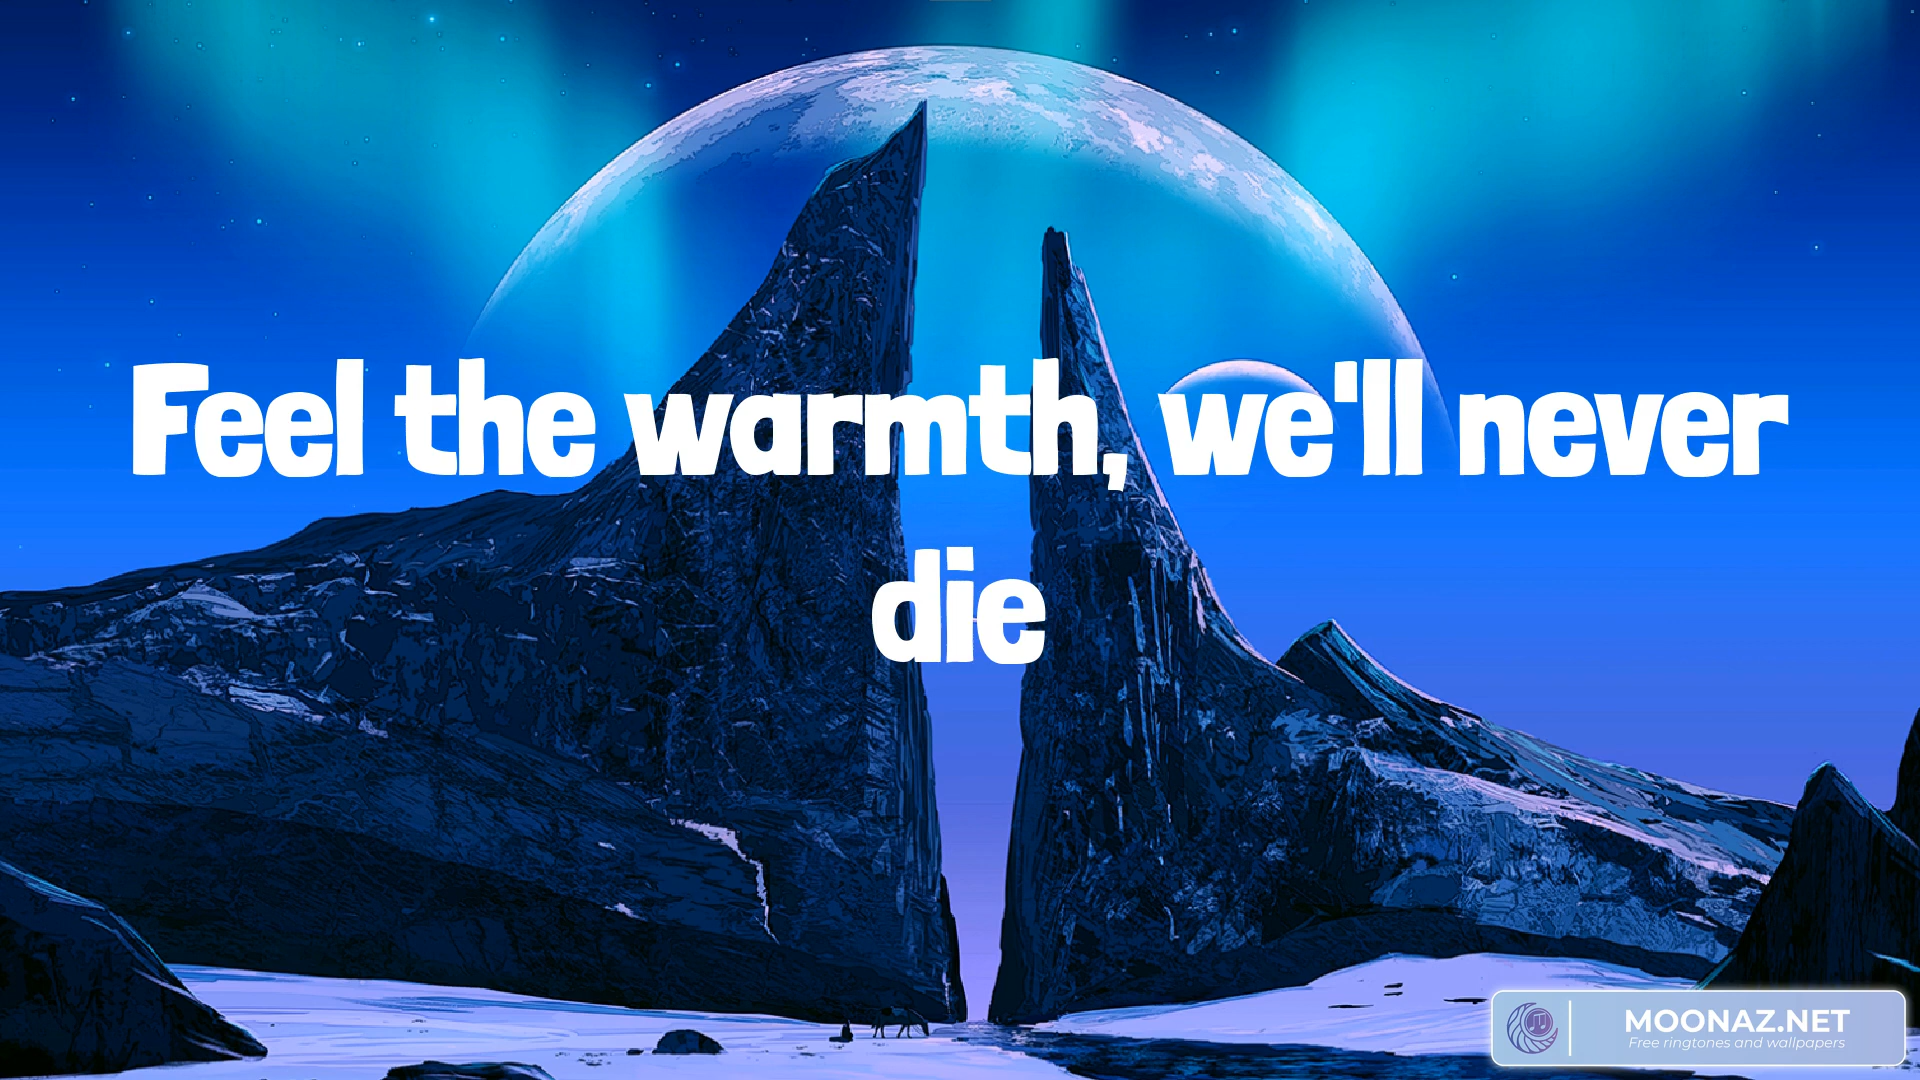 Feel the warmth, we'll never
die
MOONAZ.NET
Free ringtones and wallpapers